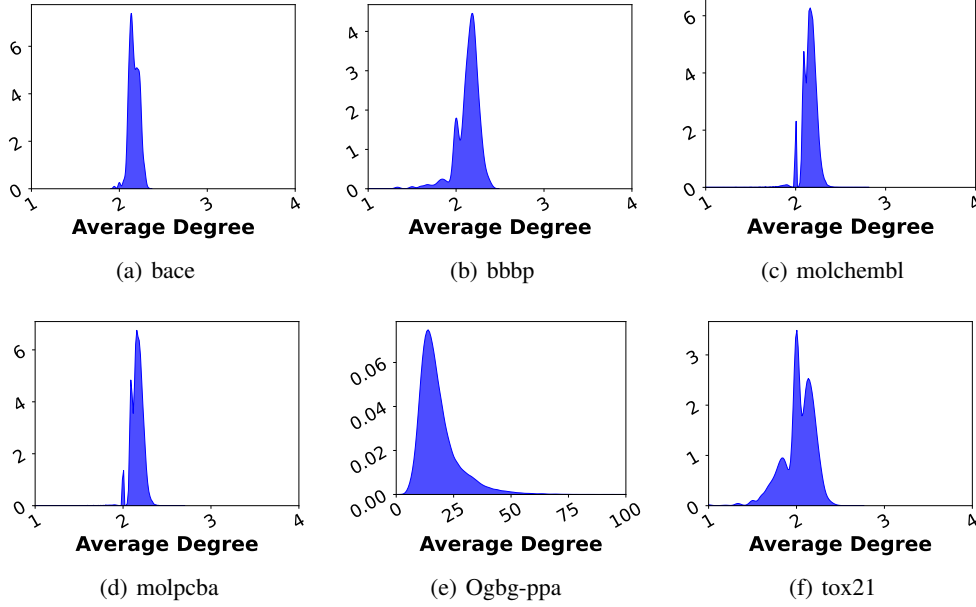 0 2 4 6
1 2 3 4
Average Degree
(a) bace
0 1 2 3 4
1 2 3 4
Average Degree
(b) bbbp
0 2 4 6
1 2 3 4
Average Degree
(c) molchembl
0 2 4 6
1 2 3 4
Average Degree
(d) molpcba
0.00 0.02 0.04 0.06
0 25 50 75 100
Average Degree
(e) Ogbg-ppa
0 1 2 3
1 2 3 4
Average Degree
(f) tox21